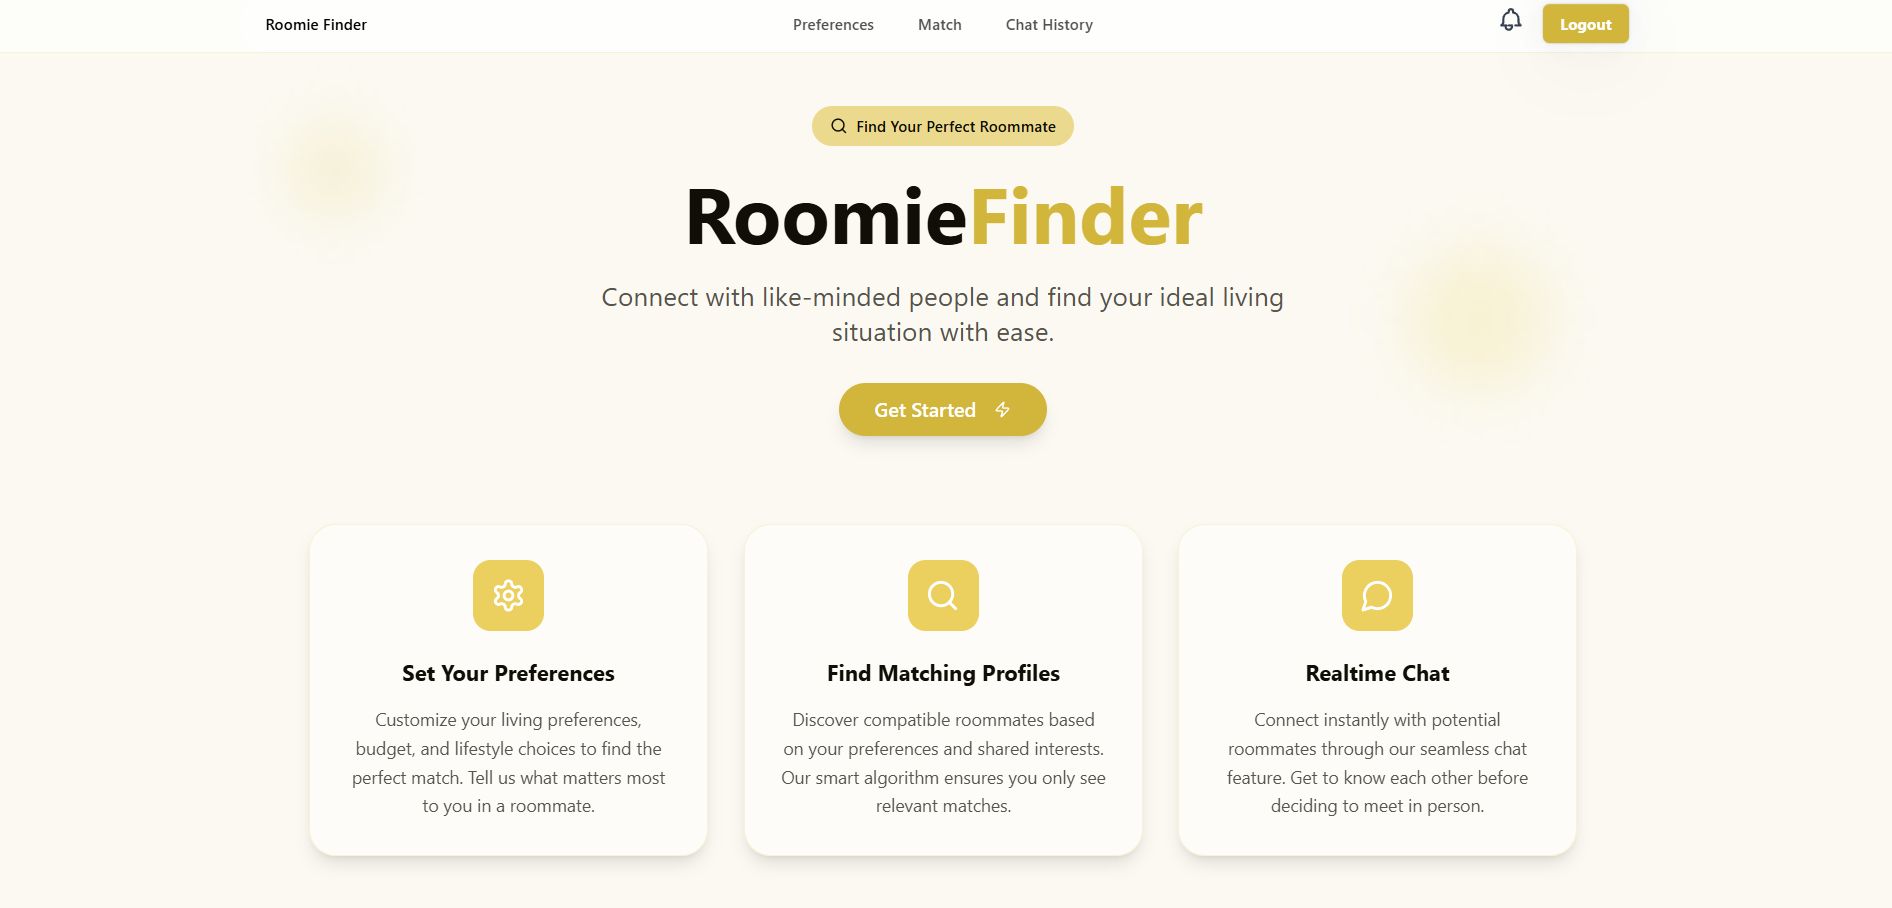 Roomie Finder
Preferences
Match
Chat History
Logout
Find Your Perfect Roommate
RoomieFinder
Connect with like-minded people and find your ideal living
situation with ease.
Get Started
Set Your Preferences
Customize your living preferences,
budget, and lifestyle choices to find the
perfect match. Tell us what matters most
to you in a roommate.
Find Matching Profiles
Discover compatible roommates based
on your preferences and shared interests.
Our smart algorithm ensures you only see
relevant matches.
Realtime Chat
Connect instantly with potential
roommates through our seamless chat
feature. Get to know each other before
deciding to meet in person.